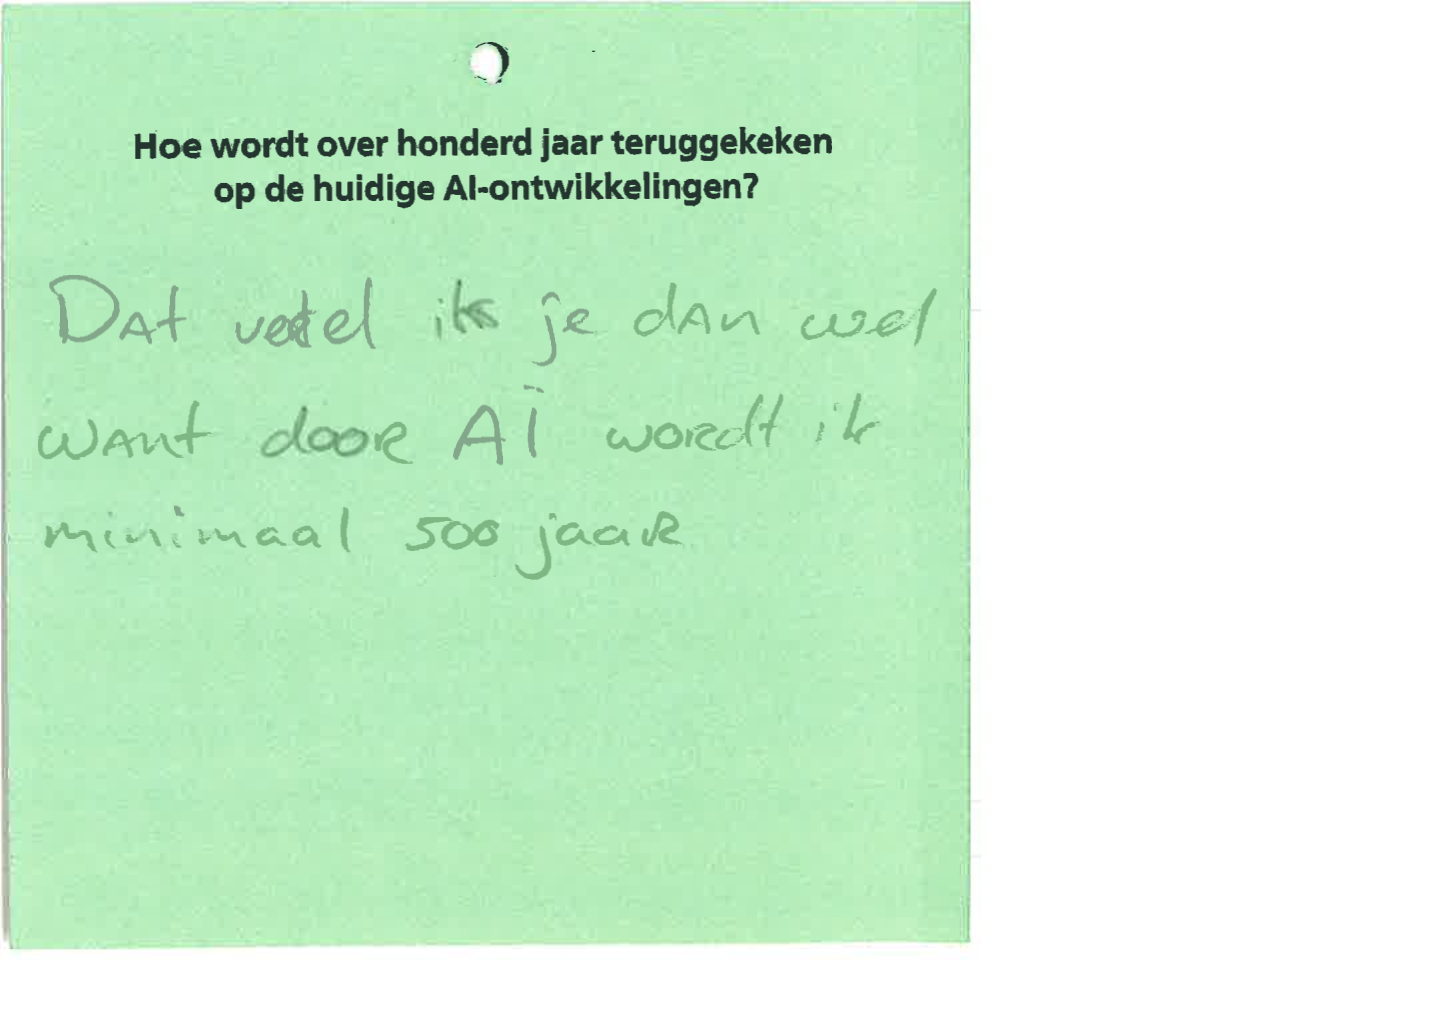 Hoe wordt over honderd jaar teruggekeken
op de huidige AI-ontwikkelingen?
DAt vertel ik je dAn wel
wAnt dooR AI wordt ik
minimaal 500 jaaR